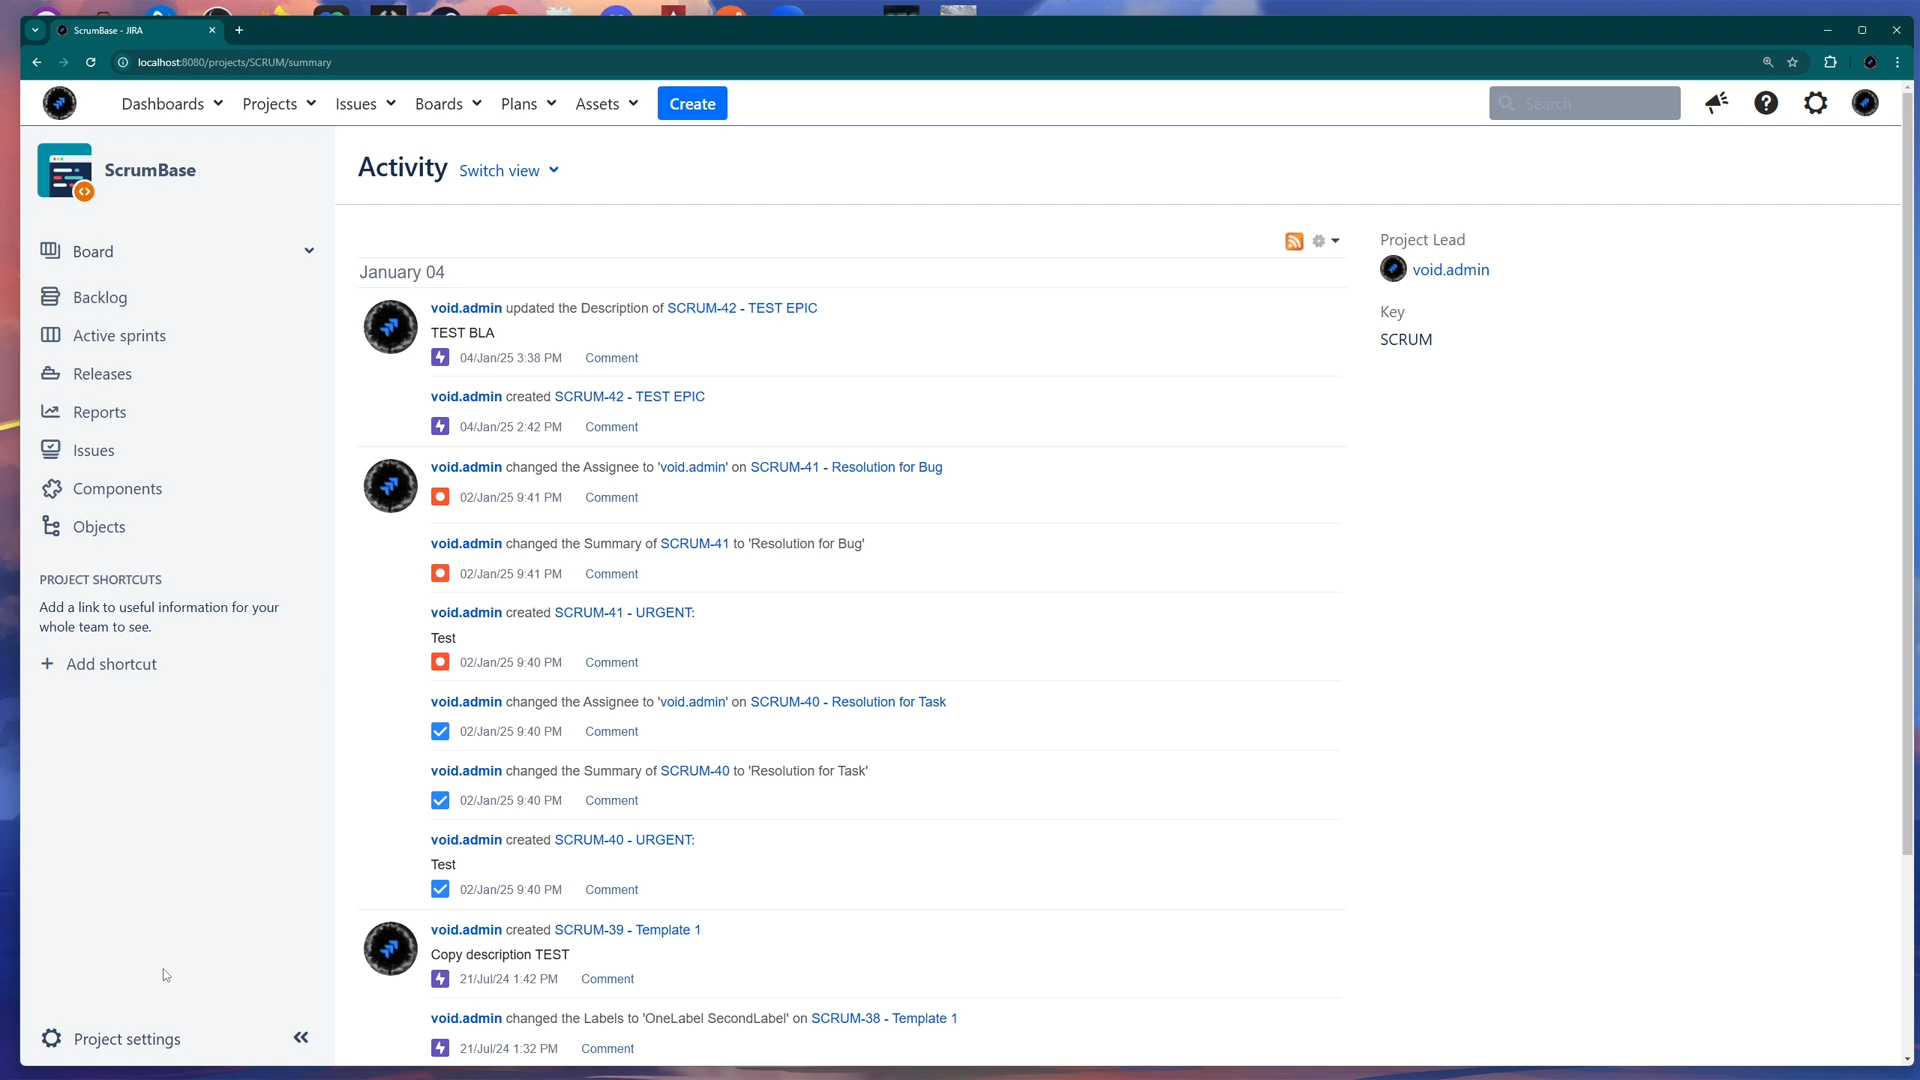 ScrumBase - JIRA
localhost:8080/projects/SCRUM/summary
Dashboards Projects Issues Boards Plans Assets Create Search
ScrumBase
Board
Backlog
Active sprints
Releases
Reports
Issues
Components
Objects
PROJECT SHORTCUTS
Add a link to useful information for your
whole team to see.
+ Add shortcut
Project settings
Activity Switch view
January 04
void.admin updated the Description of SCRUM-42 - TEST EPIC
TEST BLA
04/Jan/25 3:38 PM Comment
void.admin created SCRUM-42 - TEST EPIC
04/Jan/25 2:42 PM Comment
void.admin changed the Assignee to 'void.admin' on SCRUM-41 - Resolution for Bug
02/Jan/25 9:41 PM Comment
void.admin changed the Summary of SCRUM-41 to 'Resolution for Bug'
02/Jan/25 9:41 PM Comment
void.admin created SCRUM-41 - URGENT:
Test
02/Jan/25 9:40 PM Comment
void.admin changed the Assignee to 'void.admin' on SCRUM-40 - Resolution for Task
02/Jan/25 9:40 PM Comment
void.admin changed the Summary of SCRUM-40 to 'Resolution for Task'
02/Jan/25 9:40 PM Comment
void.admin created SCRUM-40 - URGENT:
Test
02/Jan/25 9:40 PM Comment
void.admin created SCRUM-39 - Template 1
Copy description TEST
21/Jul/24 1:42 PM Comment
void.admin changed the Labels to 'OneLabel SecondLabel' on SCRUM-38 - Template 1
21/Jul/24 1:32 PM Comment
Project Lead
void.admin
Key
SCRUM